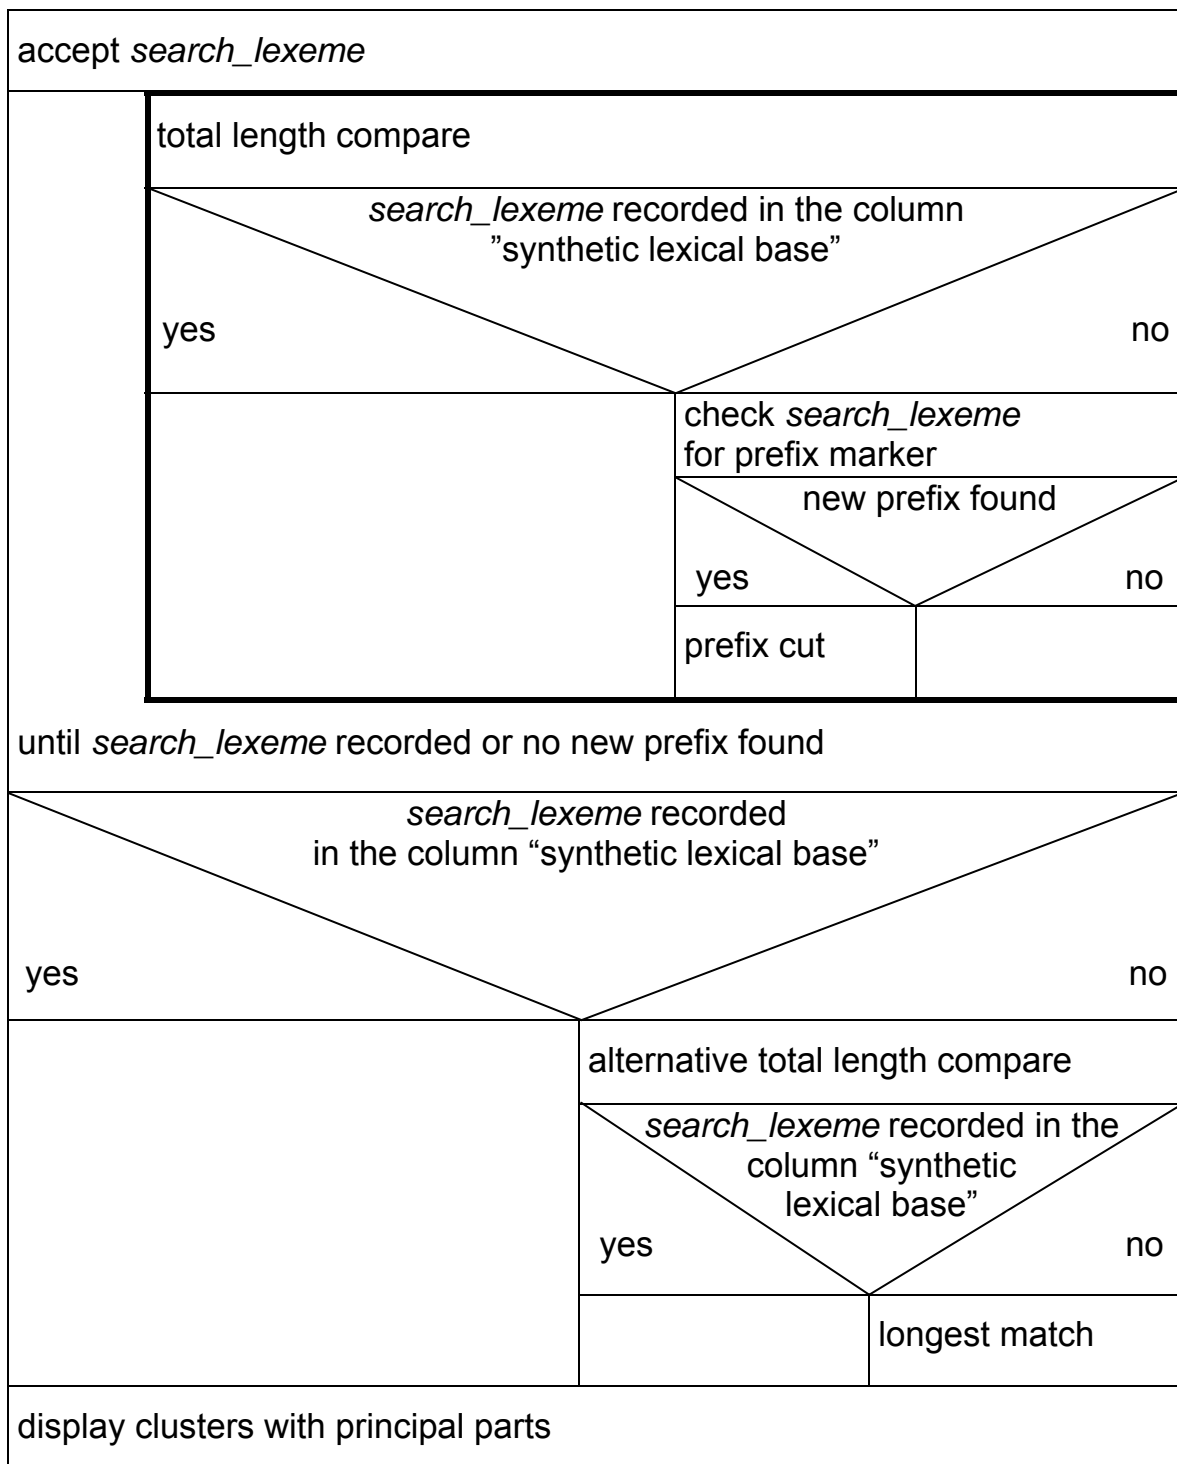 accept search_lexeme
total length compare
search_lexeme recorded in the column
”synthetic lexical base”
yes
no
check search_lexeme
for prefix marker
new prefix found
yes
no
prefix cut
until search_lexeme recorded or no new prefix found
search_lexeme recorded
in the column “synthetic lexical base”
yes
no
alternative total length compare
search_lexeme recorded in the
column “synthetic
lexical base”
yes
no
longest match
display clusters with principal parts